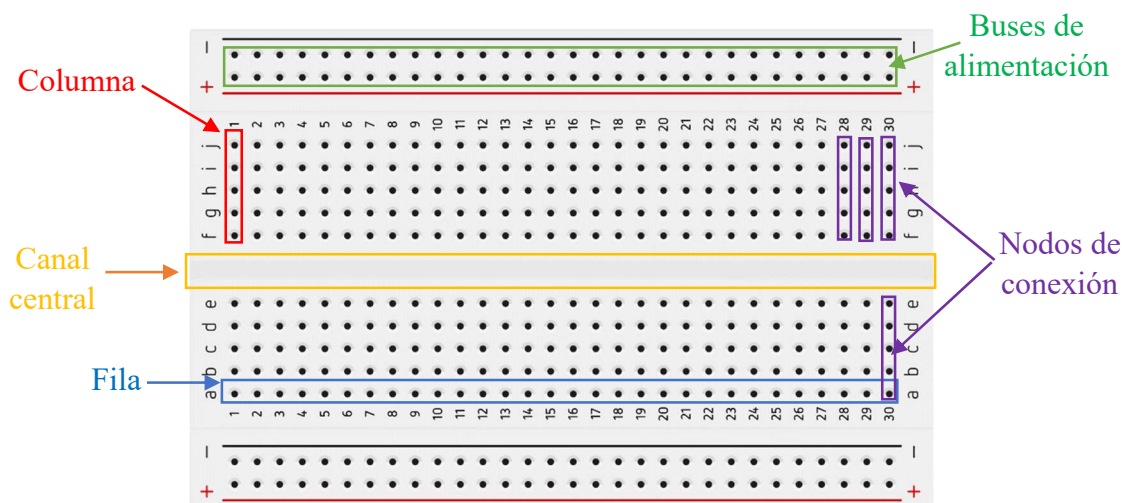 Buses de
alimentación
Columna
− −
+ +
1 2 3 4 5 6 7 8 9 10 11 12 13 14 15 16 17 18 19 20 21 22 23 24 25 26 27 28 29 30
j j
i i
h h
g g
f f
Canal
central
Nodos de
conexión
e e
d d
c c
b b
Fila
a a
1 2 3 4 5 6 7 8 9 10 11 12 13 14 15 16 17 18 19 20 21 22 23 24 25 26 27 28 29 30
− −
+ +